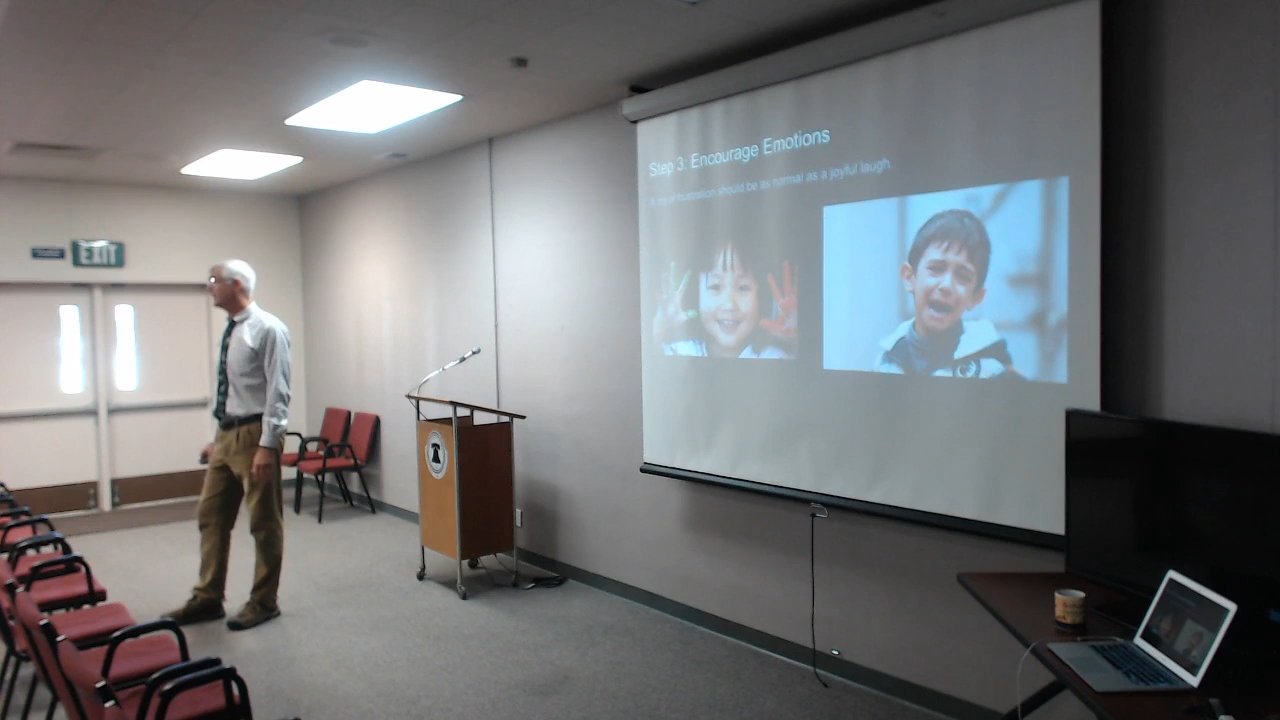 EXIT
Step 3: Encourage Emotions
A cry of frustration should be as normal as a joyful laugh.